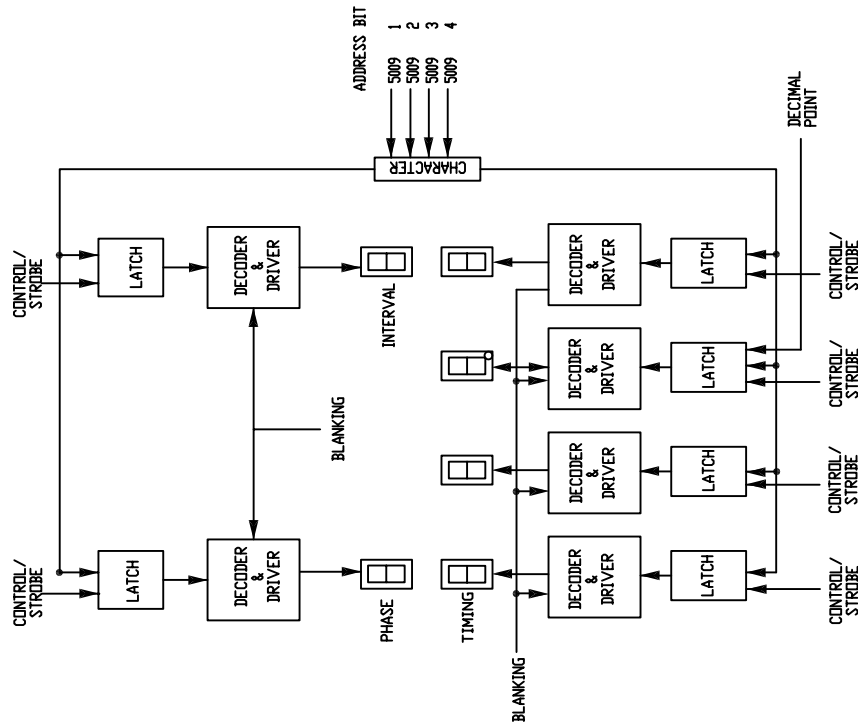 ADDRESS BIT
5009 1
5009 2
5009 3
5009 4
CHARACTER
DECIMAL
POINT
CONTROL/
STROBE
LATCH
DECODER
&
DRIVER
INTERVAL
DECODER
&
DRIVER
LATCH
CONTROL/
STROBE
DECODER
&
DRIVER
LATCH
CONTROL/
STROBE
BLANKING
DECODER
&
DRIVER
LATCH
CONTROL/
STROBE
CONTROL/
STROBE
LATCH
DECODER
&
DRIVER
PHASE
TIMING
DECODER
&
DRIVER
LATCH
CONTROL/
STROBE
BLANKING